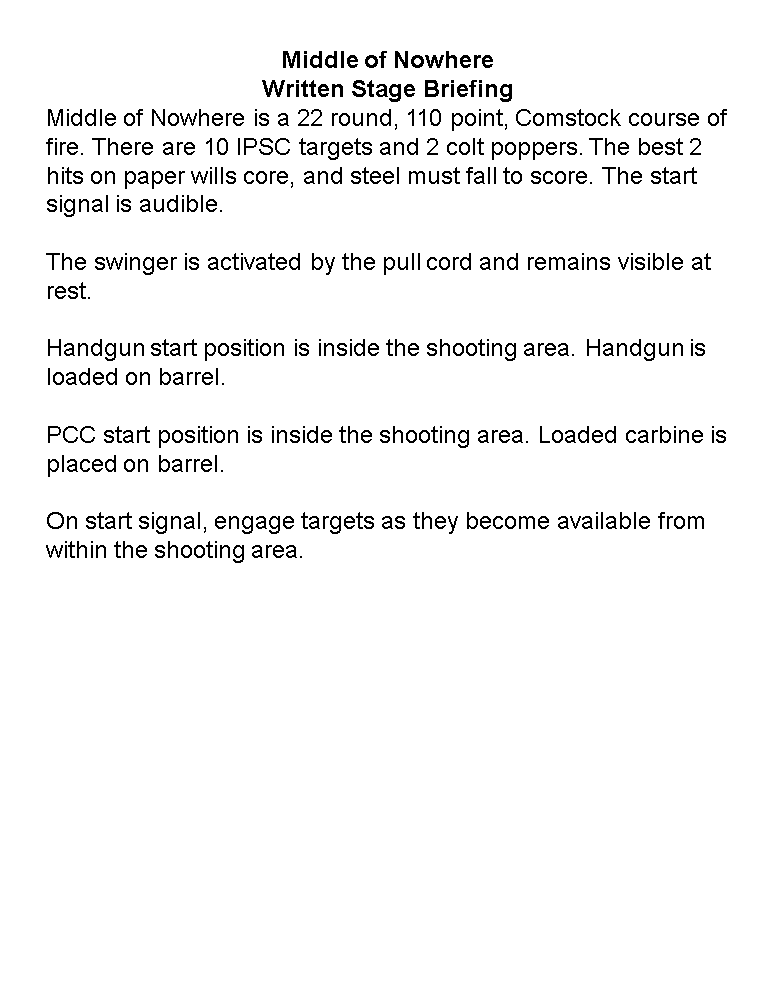 Middle of Nowhere
Written Stage Briefing
Middle of Nowhere is a 22 round, 110 point, Comstock course of
fire. There are 10 IPSC targets and 2 colt poppers. The best 2
hits on paper wills core, and steel must fall to score. The start
signal is audible.
The swinger is activated by the pull cord and remains visible at
rest.
Handgun start position is inside the shooting area. Handgun is
loaded on barrel.
PCC start position is inside the shooting area. Loaded carbine is
placed on barrel.
On start signal, engage targets as they become available from
within the shooting area.